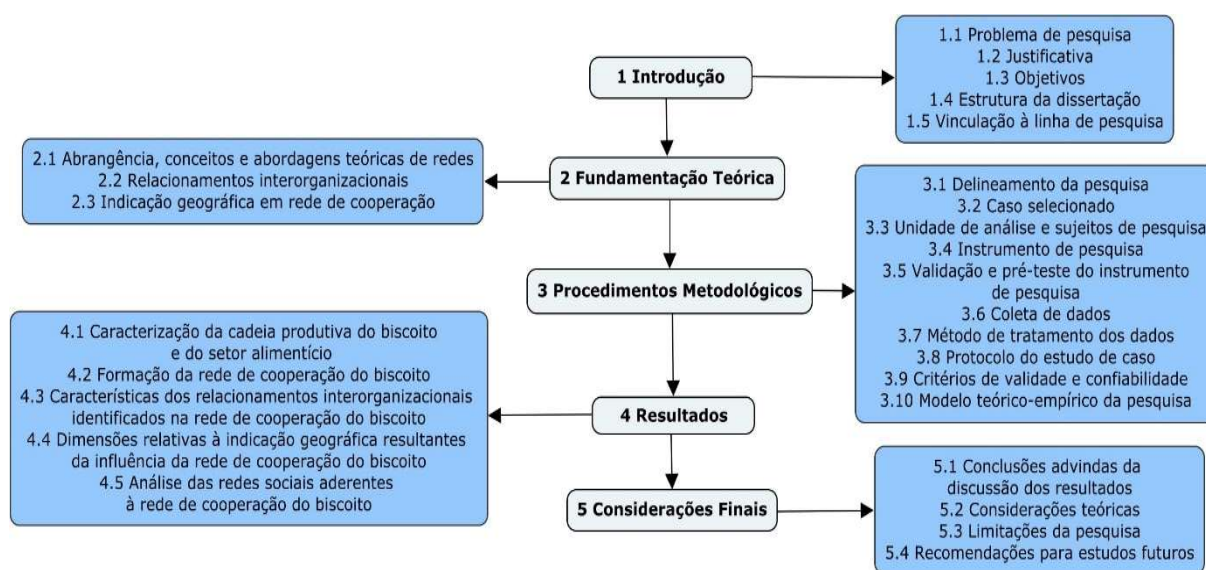 1 Introdução
1.1 Problema de pesquisa
1.2 Justificativa
1.3 Objetivos
1.4 Estrutura da dissertação
1.5 Vinculação à linha de pesquisa
2 Fundamentação Teórica
2.1 Abrangência, conceitos e abordagens teóricas de redes
2.2 Relacionamentos interorganizacionais
2.3 Indicação geográfica em rede de cooperação
3 Procedimentos Metodológicos
3.1 Delineamento da pesquisa
3.2 Caso selecionado
3.3 Unidade de análise e sujeitos de pesquisa
3.4 Instrumento de pesquisa
3.5 Validação e pré-teste do instrumento
de pesquisa
3.6 Coleta de dados
3.7 Método de tratamento dos dados
3.8 Protocolo do estudo de caso
3.9 Critérios de validade e confiabilidade
3.10 Modelo teórico-empírico da pesquisa
4 Resultados
4.1 Caracterização da cadeia produtiva do biscoito
e do setor alimentício
4.2 Formação da rede de cooperação do biscoito
4.3 Características dos relacionamentos interorganizacionais
identificados na rede de cooperação do biscoito
4.4 Dimensões relativas à indicação geográfica resultantes
da influência da rede de cooperação do biscoito
4.5 Análise das redes sociais aderentes
à rede de cooperação do biscoito
5 Considerações Finais
5.1 Conclusões advindas da
discussão dos resultados
5.2 Considerações teóricas
5.3 Limitações da pesquisa
5.4 Recomendações para estudos futuros